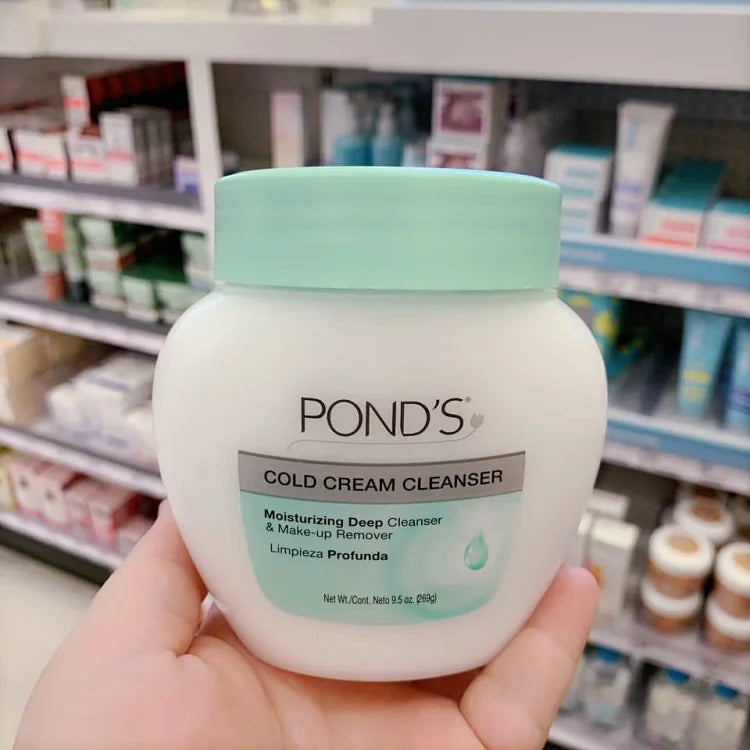 POND'S®
COLD CREAM CLEANSER
Moisturizing Deep Cleanser
& Make-up Remover
Limpieza Profunda
Net Wt./Cont. Neto 9.5 oz. (269g)